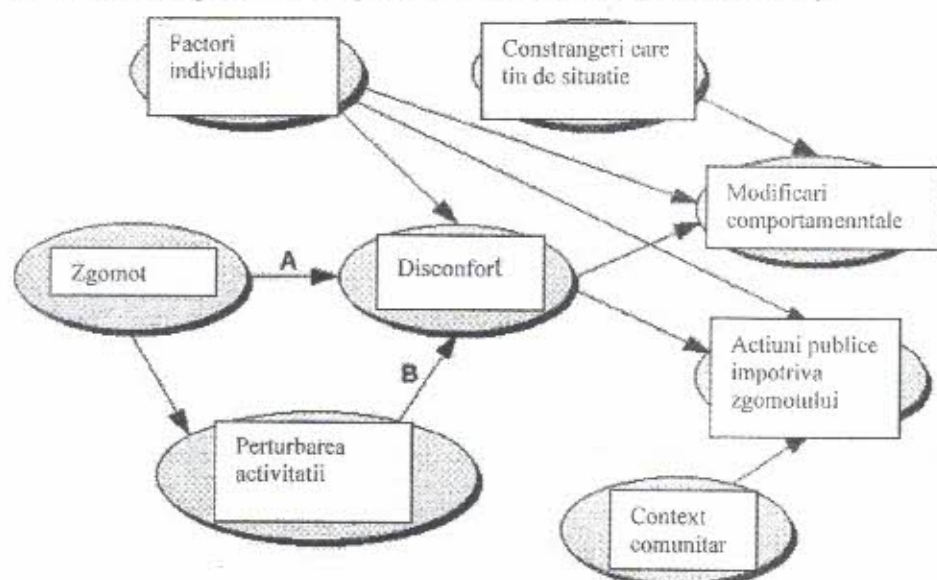 Factori
individuali
Constrangeri care
tin de situatie
Modificari
comportamenntale
Zgomot
A
Disconfort
B
Actiuni publice
impotriva
zgomotului
Perturbarea
activitatii
Context
comunitar